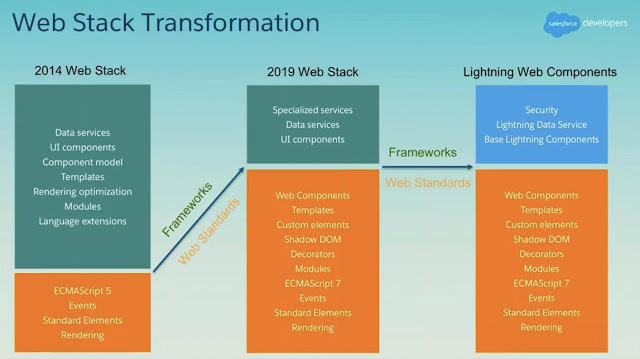 Web Stack Transformation
salesforce developers
2014 Web Stack
Data services
UI components
Component model
Templates
Rendering optimization
Modules
Language extensions
ECMAScript 5
Events
Standard Elements
Rendering
Frameworks
Web Standards
2019 Web Stack
Specialized services
Data services
UI components
Web Components
Templates
Custom elements
Shadow DOM
Decorators
Modules
ECMAScript 7
Events
Standard Elements
Rendering
Frameworks
Web Standards
Lightning Web Components
Security
Lightning Data Service
Base Lightning Components
Web Components
Templates
Custom elements
Shadow DOM
Decorators
Modules
ECMAScript 7
Events
Standard Elements
Rendering